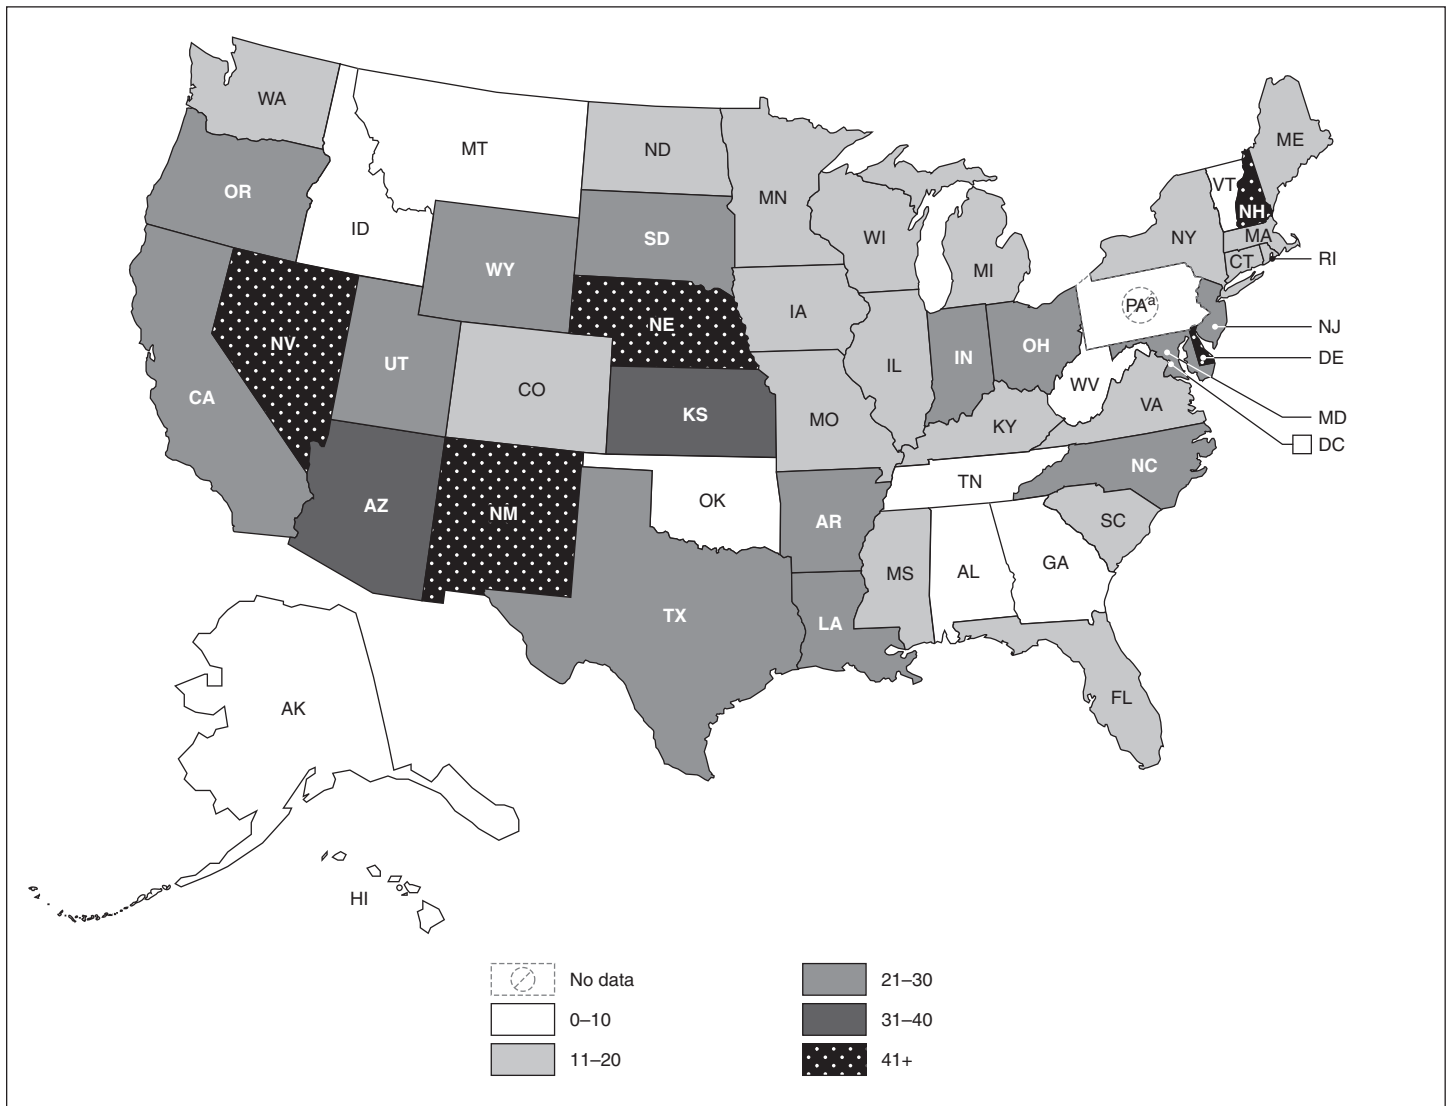 WA
MT
ND
ME
OR
MN
VT
ID
SD
WI
NY
NH
MA
CT
RI
WY
MI
NE
IA
PAa
NJ
NV
UT
CO
IL
IN
OH
DE
WV
CA
KS
MO
KY
VA
MD
DC
AZ
NM
OK
AR
TN
NC
SC
MS
AL
GA
TX
LA
FL
AK
HI
No data
0–10
11–20
21–30
31–40
41+